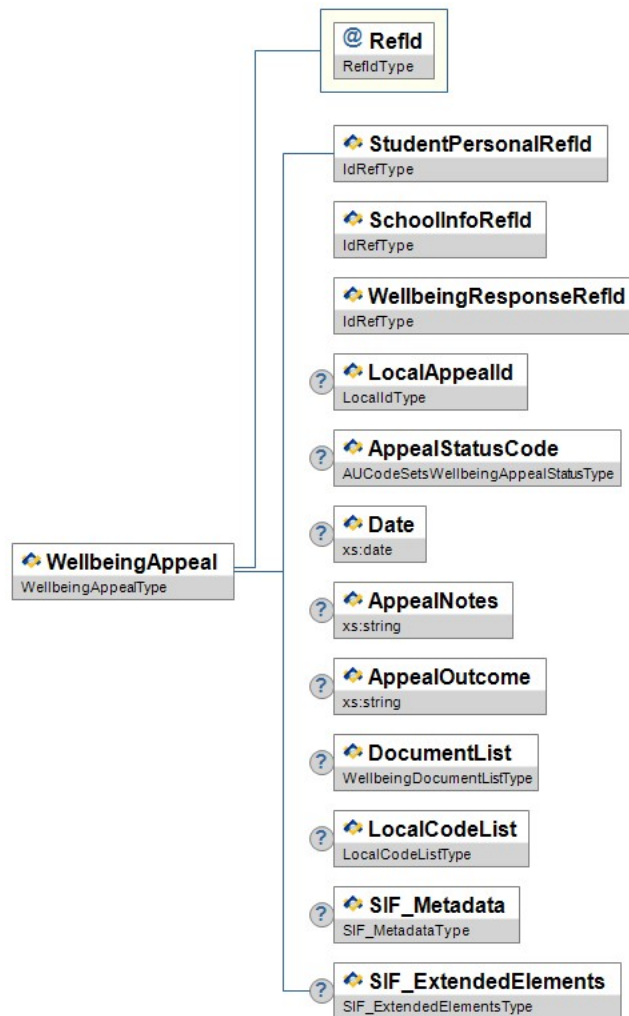 @ RefId
RefIdType
StudentPersonalRefId
IdRefType
SchoolInfoRefId
IdRefType
WellbeingResponseRefId
IdRefType
? LocalAppealId
LocalIdType
? AppealStatusCode
AUCodeSetsWellbeingAppealStatusType
? Date
xs:date
WellbeingAppeal
WellbeingAppealType
? AppealNotes
xs:string
? AppealOutcome
xs:string
? DocumentList
WellbeingDocumentListType
? LocalCodeList
LocalCodeListType
? SIF_Metadata
SIF_MetadataType
? SIF_ExtendedElements
SIF_ExtendedElementsType